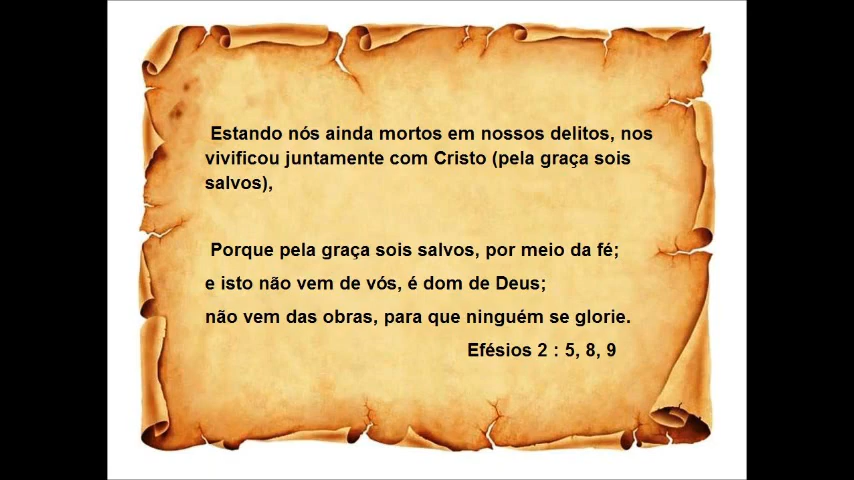 Estando nós ainda mortos em nossos delitos, nos
vivificou juntamente com Cristo (pela graça sois
salvos),
Porque pela graça sois salvos, por meio da fé;
e isto não vem de vós, é dom de Deus;
não vem das obras, para que ninguém se glorie.
Efésios 2 : 5, 8, 9